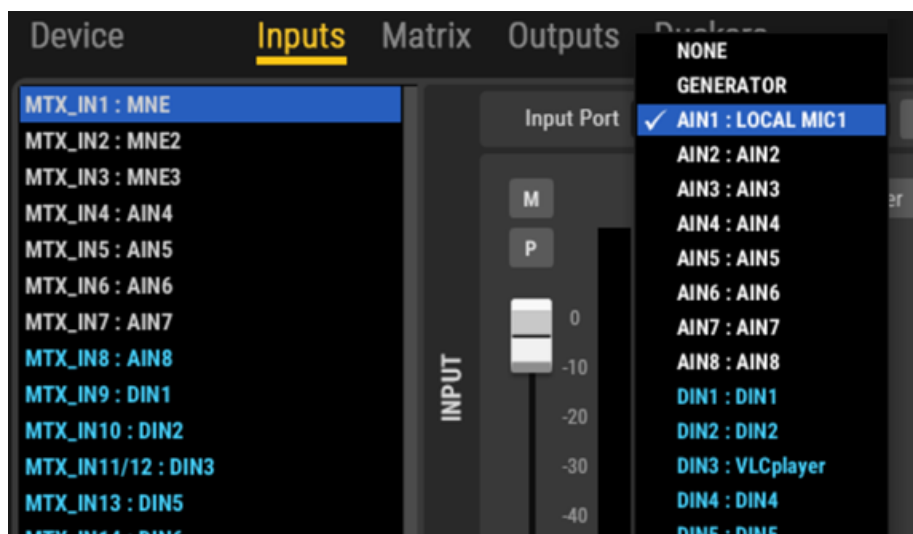 Device Inputs Matrix Outputs
MTX_IN1 : MNE
MTX_IN2 : MNE2
MTX_IN3 : MNE3
MTX_IN4 : AIN4
MTX_IN5 : AIN5
MTX_IN6 : AIN6
MTX_IN7 : AIN7
MTX_IN8 : AIN8
MTX_IN9 : DIN1
MTX_IN10 : DIN2
MTX_IN11/12 : DIN3
MTX_IN13 : DIN5
INPUT
Input Port
M
P
0
-10
-20
-30
-40
NONE
GENERATOR
✓ AIN1 : LOCAL MIC1
AIN2 : AIN2
AIN3 : AIN3
AIN4 : AIN4
AIN5 : AIN5
AIN6 : AIN6
AIN7 : AIN7
AIN8 : AIN8
DIN1 : DIN1
DIN2 : DIN2
DIN3 : VLCplayer
DIN4 : DIN4
DIN5 : DIN5
er